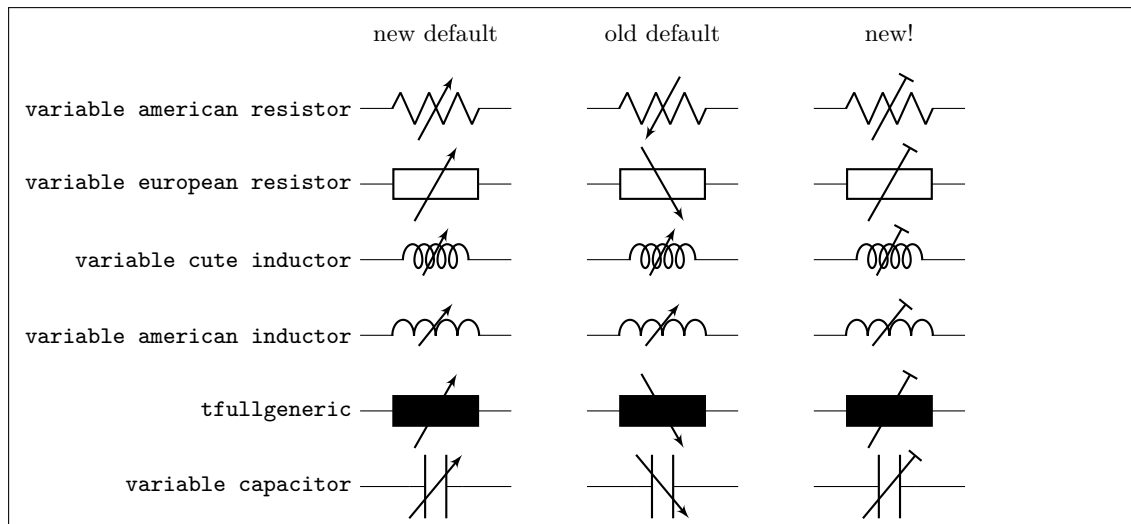 new default old default new!
variable american resistor
variable european resistor
variable cute inductor
variable american inductor
tfullgeneric
variable capacitor